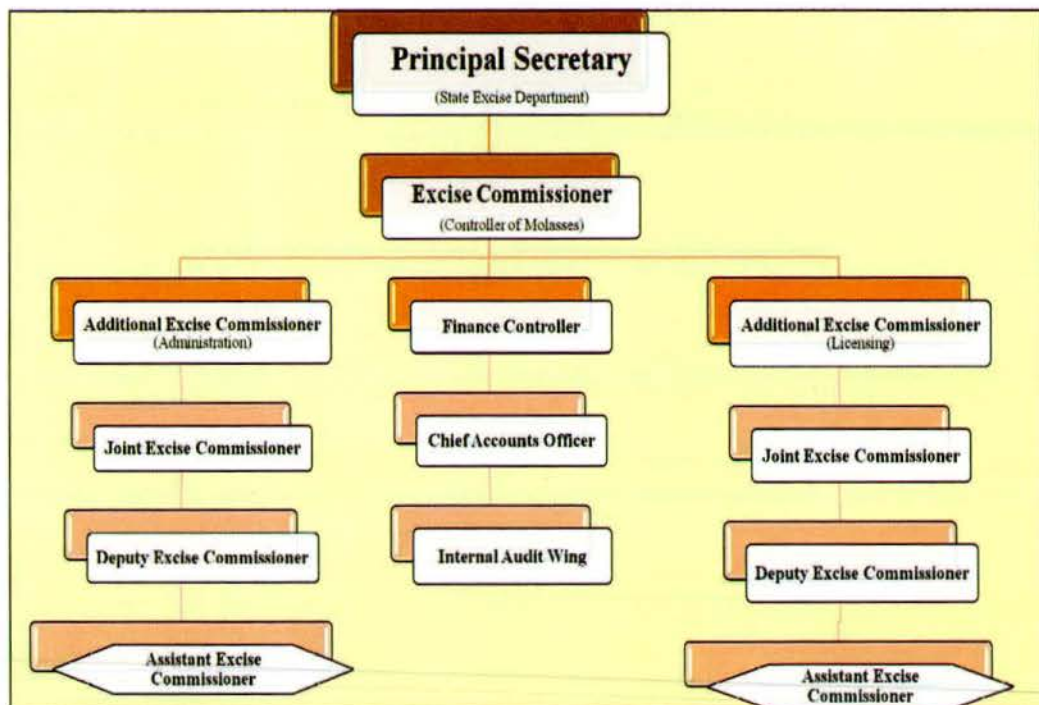 Principal Secretary
(State Excise Department)
Excise Commissioner
(Controller of Molasses)
Additional Excise Commissioner
(Administration)
Joint Excise Commissioner
Deputy Excise Commissioner
Assistant Excise
Commissioner
Finance Controller
Chief Accounts Officer
Internal Audit Wing
Additional Excise Commissioner
(Licensing)
Joint Excise Commissioner
Deputy Excise Commissioner
Assistant Excise
Commissioner